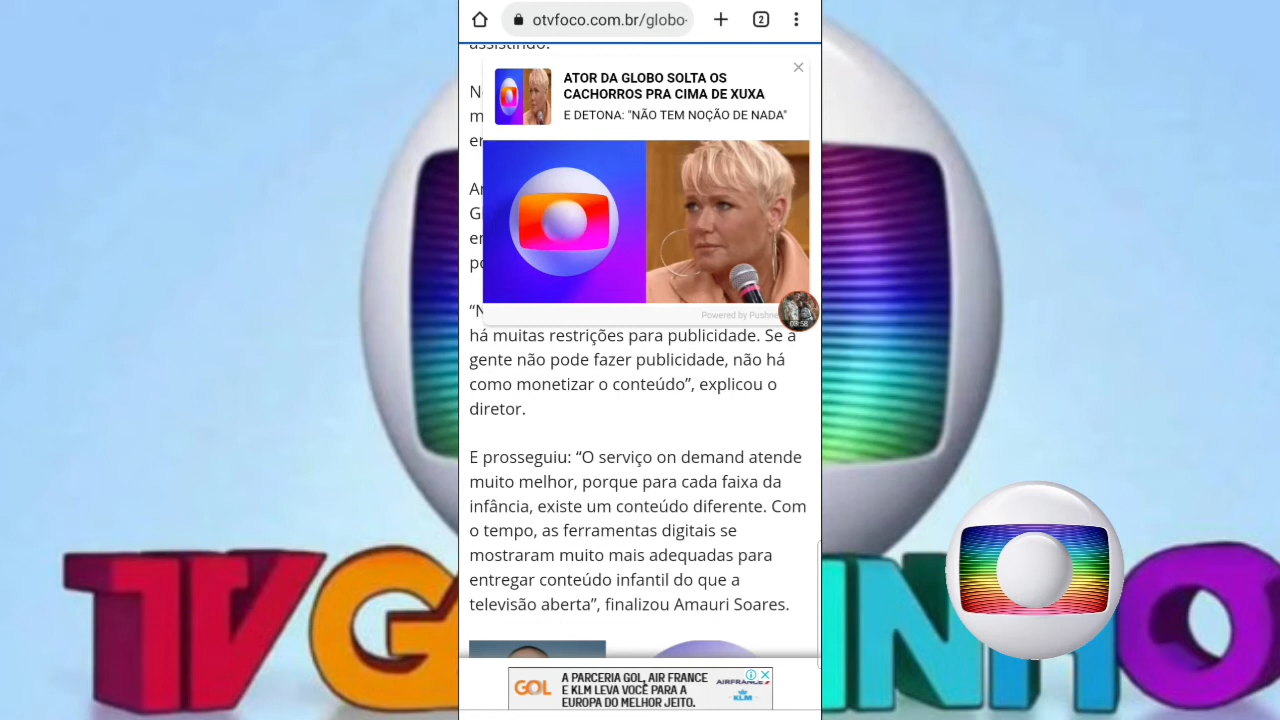 otvfoco.com.br/globo-
2
assistindo.
ATOR DA GLOBO SOLTA OS
CACHORROS PRA CIMA DE XUXA
E DETONA: "NÃO TEM NOÇÃO DE NADA"
Powered by Pushne
09:58
há muitas restrições para publicidade. Se a
gente não pode fazer publicidade, não há
como monetizar o conteúdo”, explicou o
diretor.
E prosseguiu: “O serviço on demand atende
muito melhor, porque para cada faixa da
infância, existe um conteúdo diferente. Com
o tempo, as ferramentas digitais se
mostraram muito mais adequadas para
entregar conteúdo infantil do que a
televisão aberta”, finalizou Amauri Soares.
TV G INHO
GOL
A PARCERIA GOL, AIR FRANCE
E KLM LEVA VOCÊ PARA A
EUROPA DO MELHOR JEITO.
AIRFRANCE
KLM